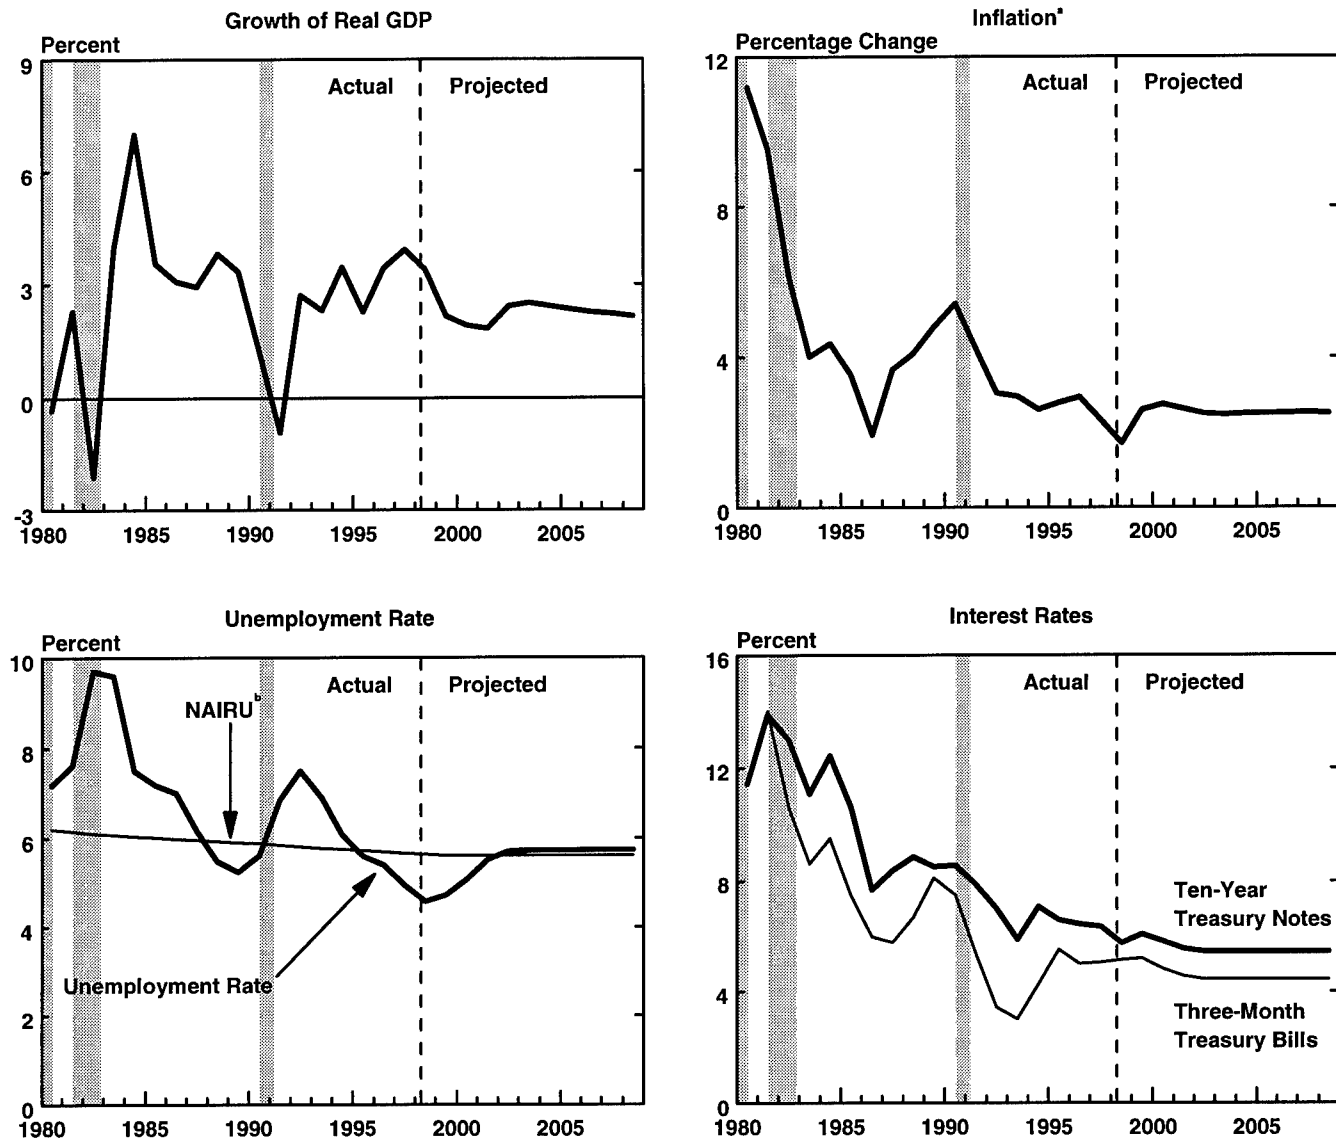 Growth of Real GDP
Percent
9
6
3
0
-3
Actual
Projected
1980 1985 1990 1995 2000 2005
Inflationᵃ
Percentage Change
12
8
4
0
Actual
Projected
1980 1985 1990 1995 2000 2005
Unemployment Rate
Percent
10
8
6
4
2
0
Actual
Projected
NAIRUᵇ
Unemployment Rate
1980 1985 1990 1995 2000 2005
Interest Rates
Percent
16
12
8
4
0
Actual
Projected
Ten-Year
Treasury Notes
Three-Month
Treasury Bills
1980 1985 1990 1995 2000 2005